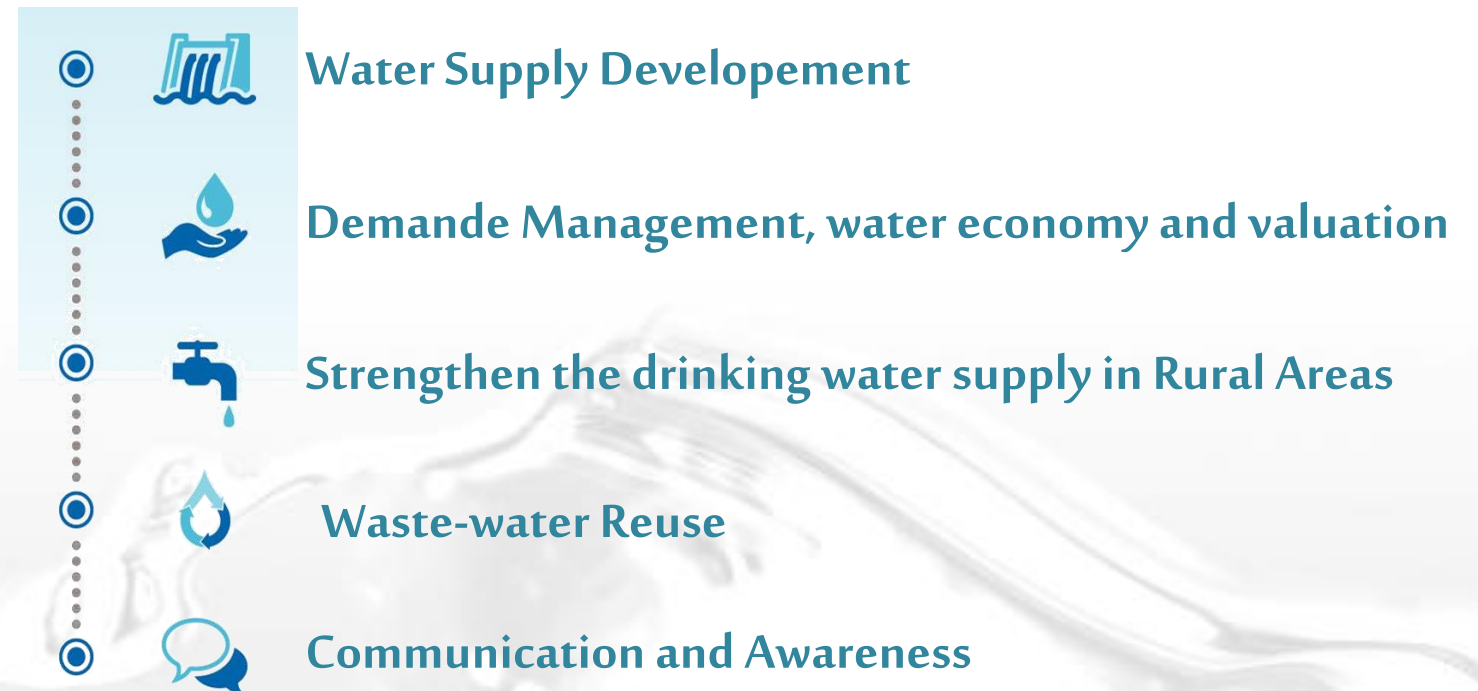 Water Supply Developement
Demande Management, water economy and valuation
Strengthen the drinking water supply in Rural Areas
Waste-water Reuse
Communication and Awareness